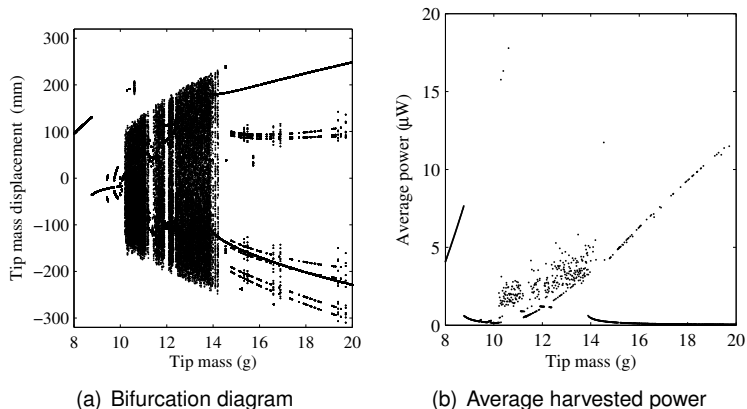 300
200
100
0
−100
−200
−300
Tip mass displacement (mm)
8 10 12 14 16 18 20
Tip mass (g)
(a) Bifurcation diagram
20
15
10
5
0
Average power (μW)
8 10 12 14 16 18 20
Tip mass (g)
(b) Average harvested power